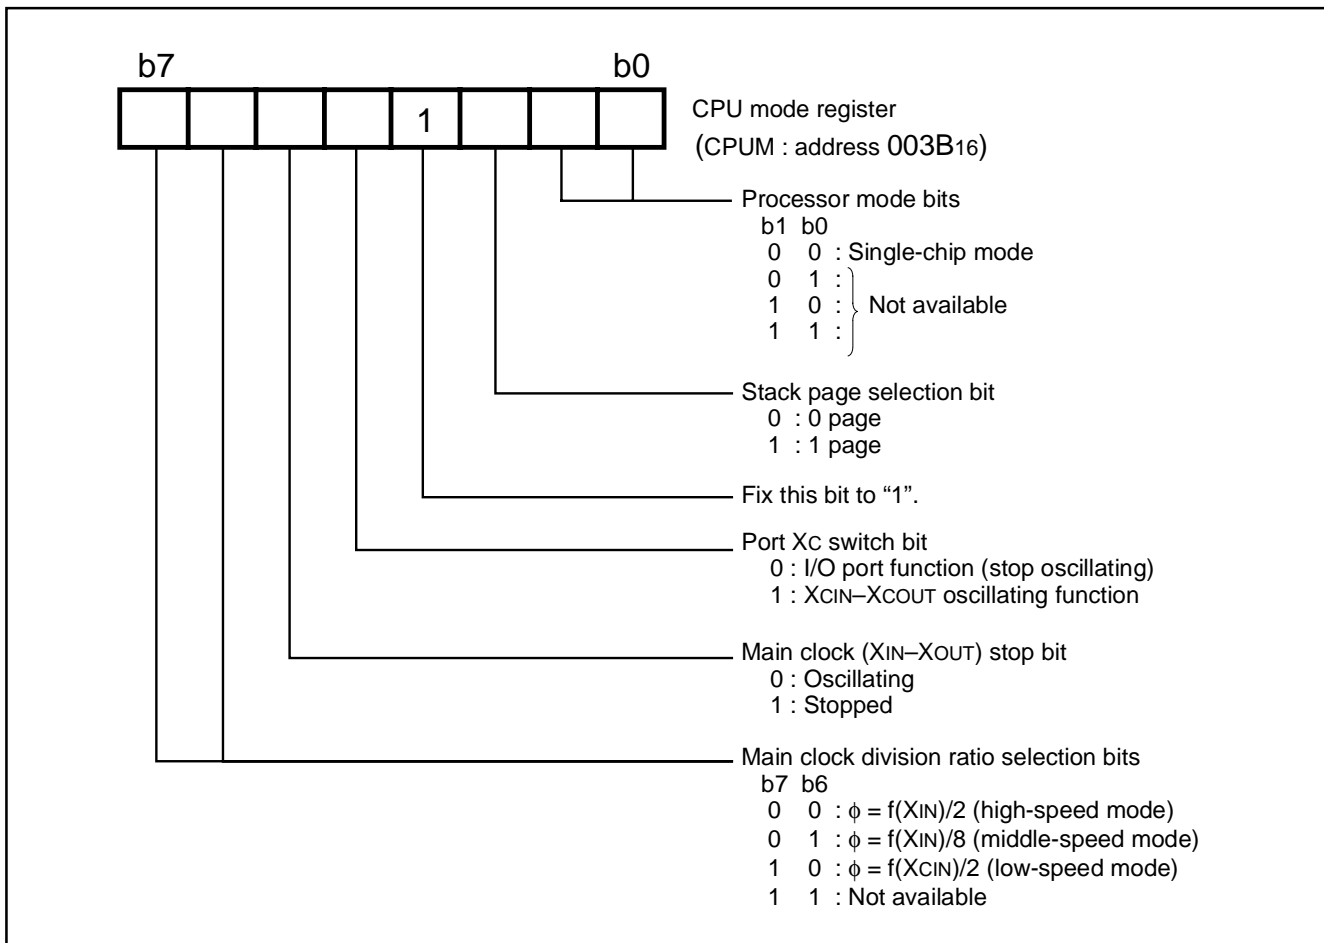 b7 b0
1
CPU mode register
(CPUM : address 003B16)
Processor mode bits
b1 b0
0 0 : Single-chip mode
0 1 :
1 0 : Not available
1 1 :
Stack page selection bit
0 : 0 page
1 : 1 page
Fix this bit to “1”.
Port XC switch bit
0 : I/O port function (stop oscillating)
1 : XCIN–XCOUT oscillating function
Main clock (XIN–XOUT) stop bit
0 : Oscillating
1 : Stopped
Main clock division ratio selection bits
b7 b6
0 0 : φ = f(XIN)/2 (high-speed mode)
0 1 : φ = f(XIN)/8 (middle-speed mode)
1 0 : φ = f(XCIN)/2 (low-speed mode)
1 1 : Not available